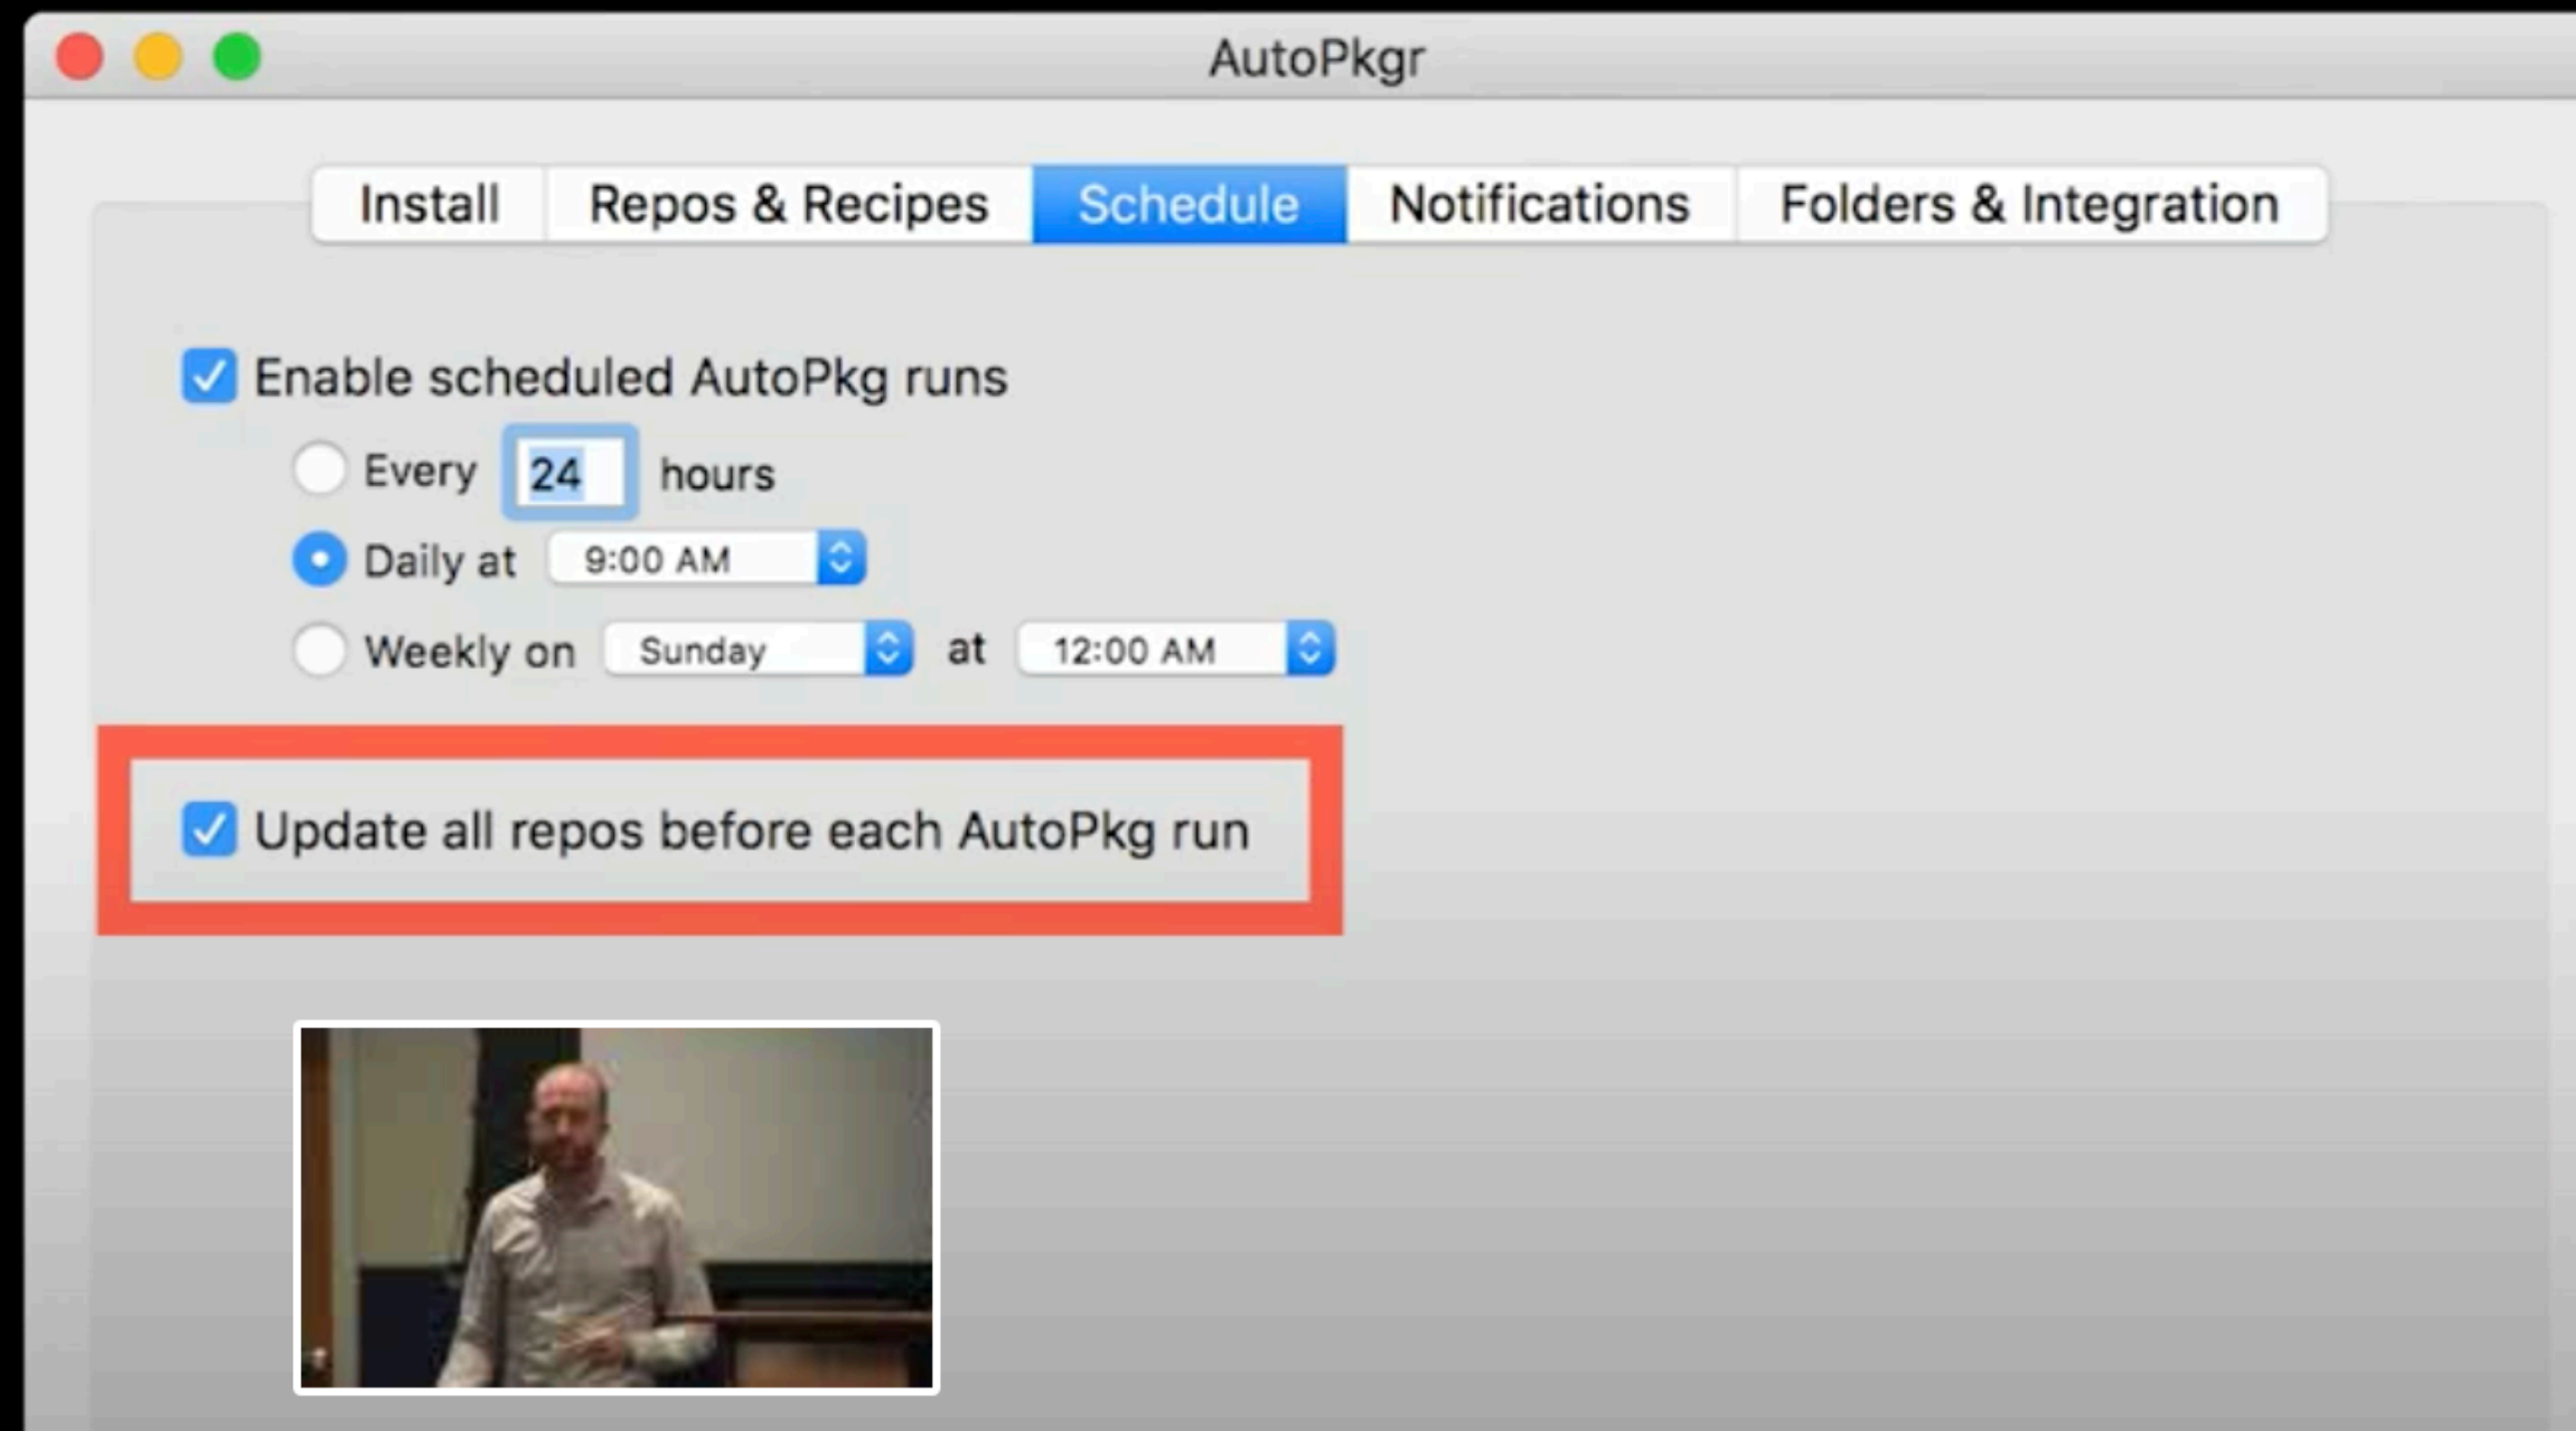 AutoPkgr
Install Repos & Recipes Schedule Notifications Folders & Integration
Enable scheduled AutoPkg runs
Every 24 hours
Daily at 9:00 AM
Weekly on Sunday at 12:00 AM
Update all repos before each AutoPkg run